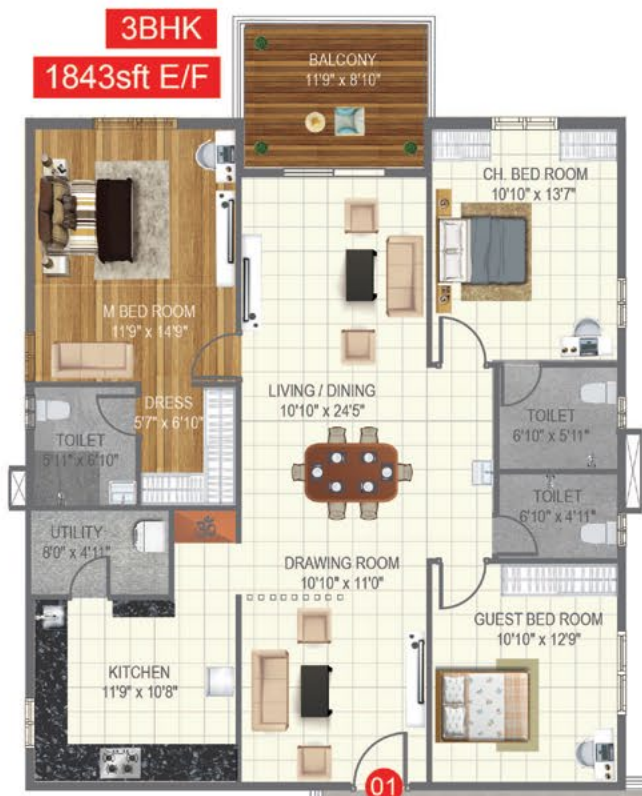 3BHK
1843sft E/F
BALCONY
11'9" x 8'10"
CH. BED ROOM
10'10" x 13'7"
M BED ROOM
11'9" x 14'9"
DRESS
5'7" x 6'10"
LIVING / DINING
10'10" x 24'5"
TOILET
6'10" x 5'11"
TOILET
5'11" x 6'10"
TOILET
6'10" x 4'11"
UTILITY
8'0" x 4'11"
ॐ
DRAWING ROOM
10'10" x 11'0"
GUEST BED ROOM
10'10" x 12'9"
KITCHEN
11'9" x 10'8"
01